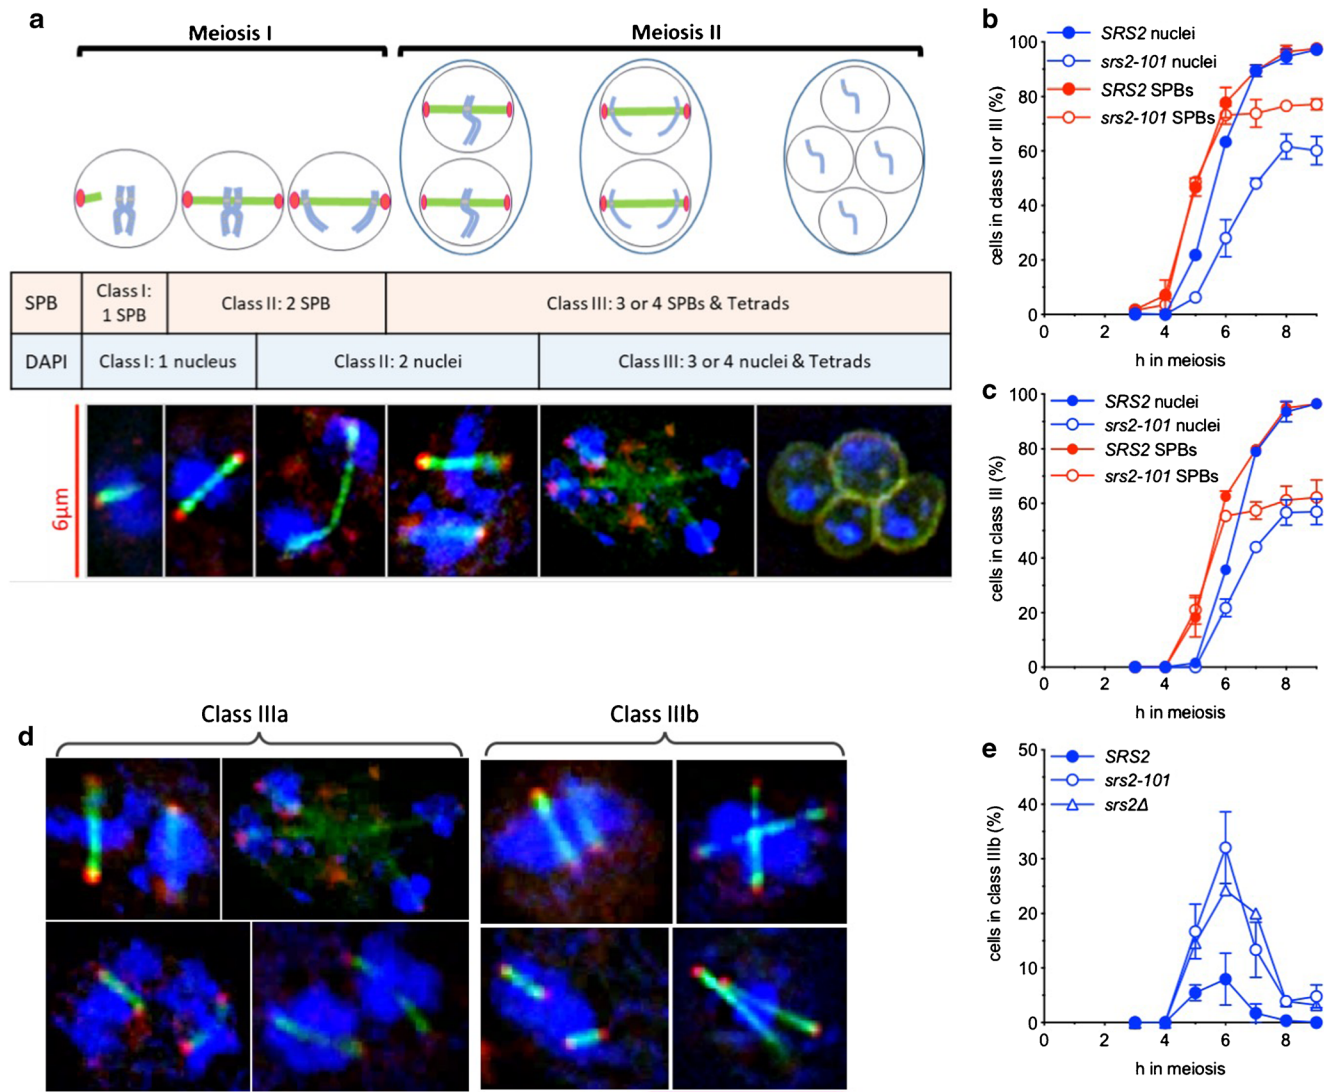 a
Meiosis I
Meiosis II
SPB
Class I:
1 SPB
Class II: 2 SPB
Class III: 3 or 4 SPBs & Tetrads
DAPI
Class I: 1 nucleus
Class II: 2 nuclei
Class III: 3 or 4 nuclei & Tetrads
6μm
b
SRS2 nuclei
srs2-101 nuclei
SRS2 SPBs
srs2-101 SPBs
cells in class II or III (%)
100
80
60
40
20
0
0 2 4 6 8
h in meiosis
c
SRS2 nuclei
srs2-101 nuclei
SRS2 SPBs
srs2-101 SPBs
cells in class III (%)
100
80
60
40
20
0
0 2 4 6 8
h in meiosis
d
Class IIIa
Class IIIb
e
SRS2
srs2-101
srs2Δ
cells in class IIIb (%)
50
40
30
20
10
0
0 2 4 6 8
h in meiosis